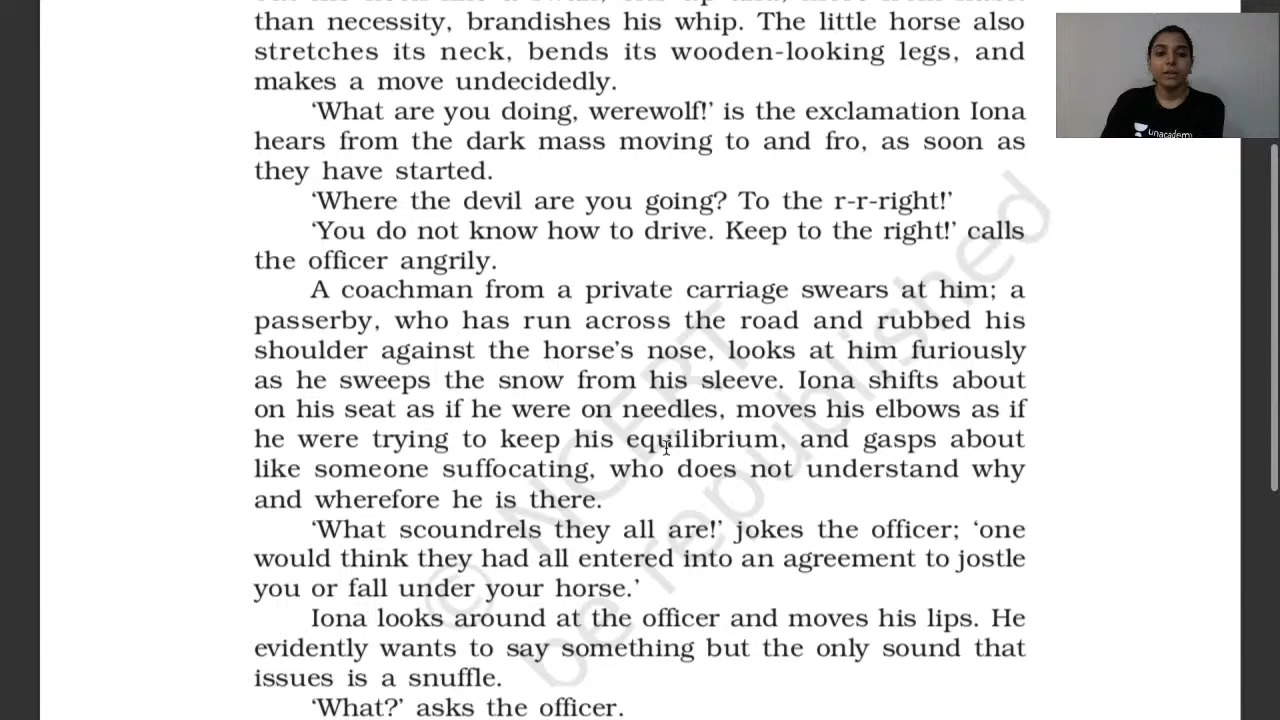 than necessity, brandishes his whip. The little horse also
stretches its neck, bends its wooden-looking legs, and
makes a move undecidedly.
‘What are you doing, werewolf!’ is the exclamation Iona
hears from the dark mass moving to and fro, as soon as
they have started.
‘Where the devil are you going? To the r-r-right!’
‘You do not know how to drive. Keep to the right!’ calls
the officer angrily.
A coachman from a private carriage swears at him; a
passerby, who has run across the road and rubbed his
shoulder against the horse’s nose, looks at him furiously
as he sweeps the snow from his sleeve. Iona shifts about
on his seat as if he were on needles, moves his elbows as if
he were trying to keep his equilibrium, and gasps about
like someone suffocating, who does not understand why
and wherefore he is there.
‘What scoundrels they all are!’ jokes the officer; ‘one
would think they had all entered into an agreement to jostle
you or fall under your horse.’
Iona looks around at the officer and moves his lips. He
evidently wants to say something but the only sound that
issues is a snuffle.
‘What?’ asks the officer.
© NCERT
be republished
unacademy